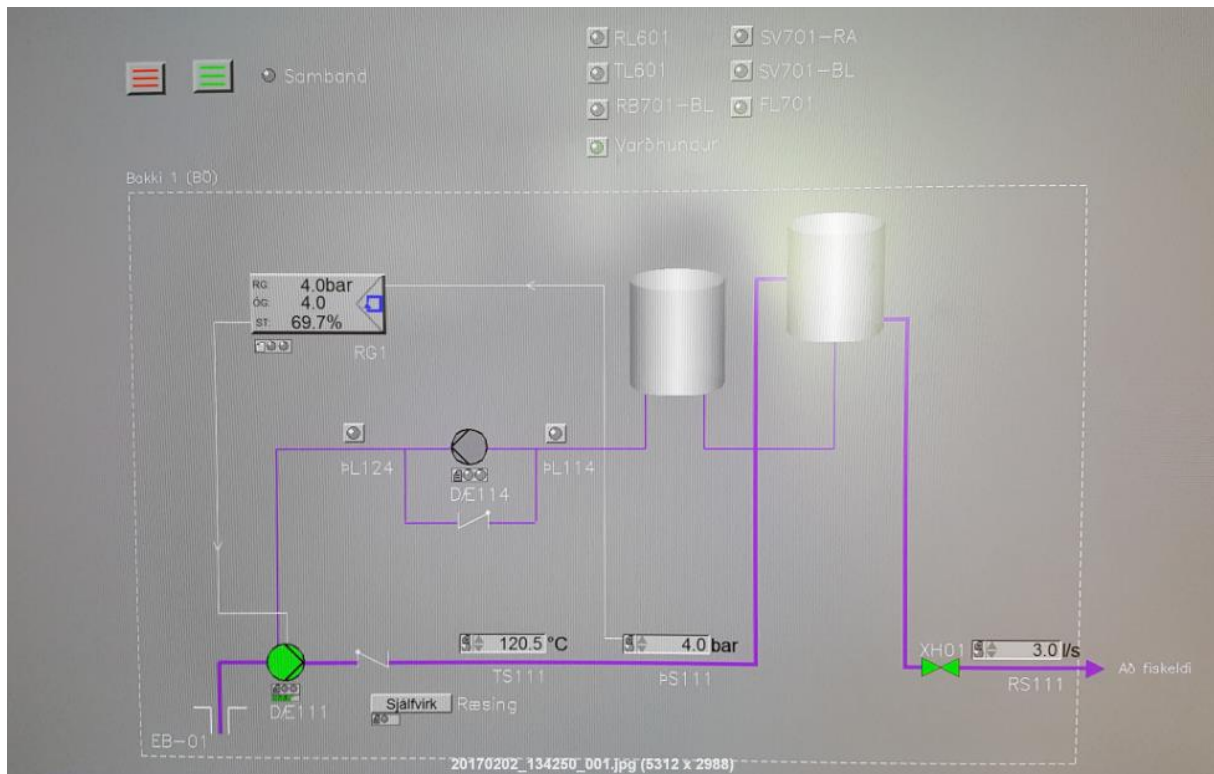 RL601
SV701-RA
Samband
TL601
SV701-BL
RB701-BL
FL701
Varðhundur
Bakki 1 (BÖ)
RG: 4.0bar
ÓG: 4.0
ST: 69.7%
RG1
ÞL124
ÞL114
DÆ114
120.5 °C
4.0 bar
XH01
3.0 l/s
TS111
ÞS111
RS111
Að fiskeldi
DÆ111
Sjálfvirk
Ræsing
EB-01
20170202_134250_001.jpg (5312 x 2988)